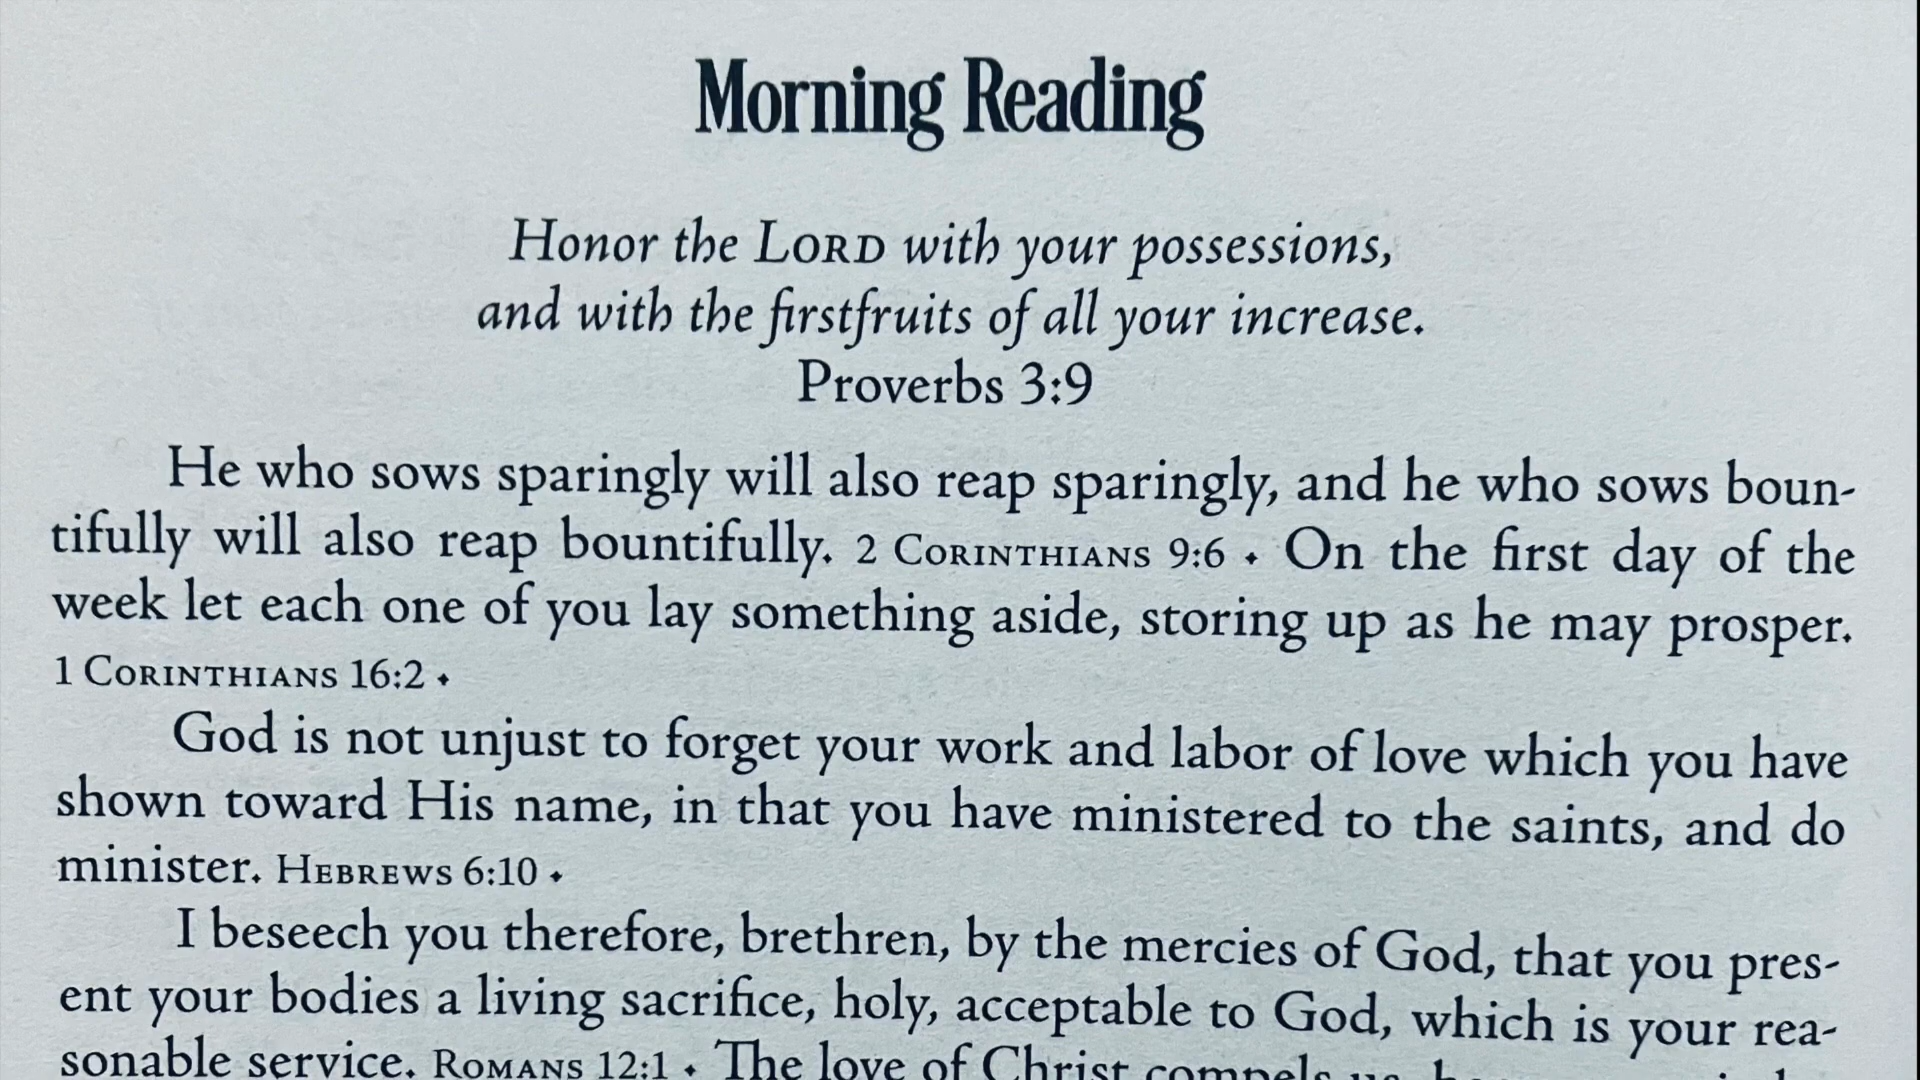 Morning Reading
Honor the LORD with your possessions,
and with the firstfruits of all your increase.
Proverbs 3:9
He who sows sparingly will also reap sparingly, and he who sows boun-
tifully will also reap bountifully. 2 CORINTHIANS 9:6 ⬩ On the first day of the
week let each one of you lay something aside, storing up as he may prosper.
1 CORINTHIANS 16:2 ⬩
God is not unjust to forget your work and labor of love which you have
shown toward His name, in that you have ministered to the saints, and do
minister. HEBREWS 6:10 ⬩
I beseech you therefore, brethren, by the mercies of God, that you pres-
ent your bodies a living sacrifice, holy, acceptable to God, which is your rea-
sonable service. ROMANS 12:1 ⬩ The love of Christ compels us,